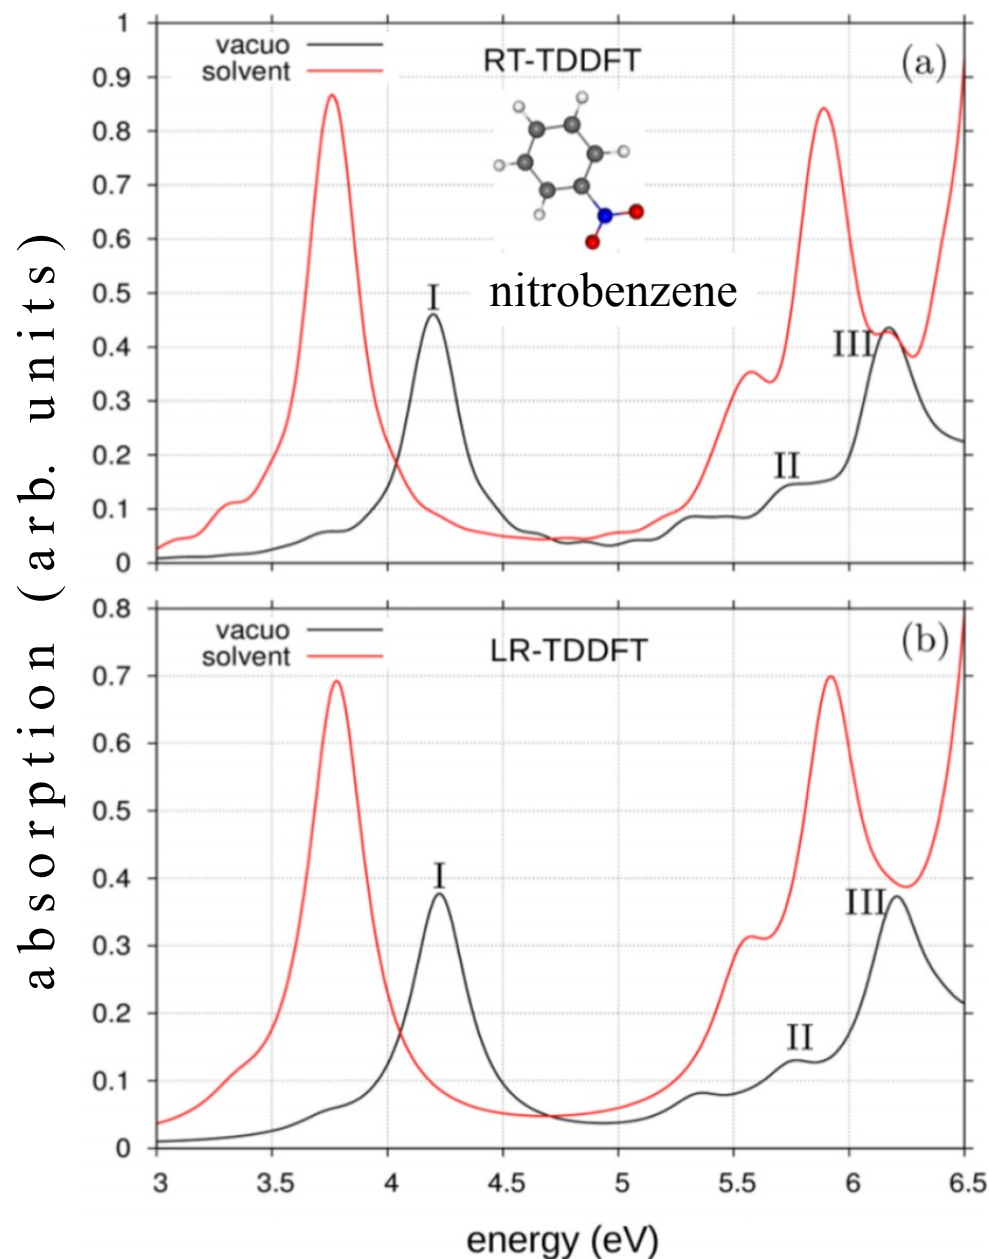 1
vacuo
solvent
RT-TDDFT
(a)
0.9
0.8
0.7
0.6
0.5
I
nitrobenzene
0.4
III
0.3
0.2
II
0.1
0
absorption (arb. units)
0.8
vacuo
solvent
LR-TDDFT
(b)
0.7
0.6
0.5
0.4
I
III
0.3
0.2
II
0.1
0
3 3.5 4 4.5 5 5.5 6 6.5
energy (eV)